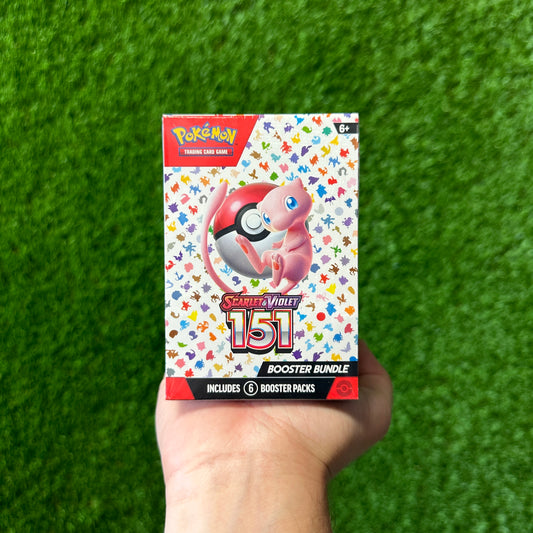 POKéMON
TRADING CARD GAME
6+
SCARLET & VIOLET
151
BOOSTER BUNDLE
INCLUDES 6 BOOSTER PACKS